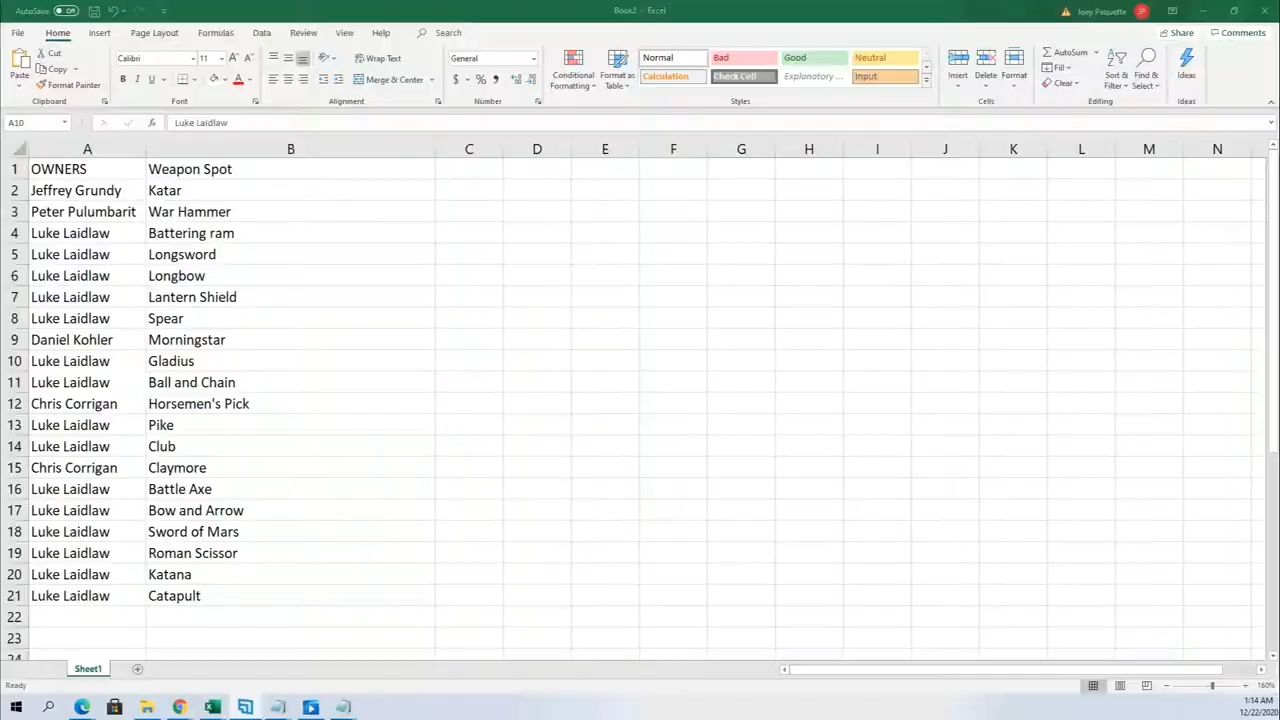 AutoSave Off Book2 - Excel Joey Paquette JP
File Home Insert Page Layout Formulas Data Review View Help Search Share Comments
Cut Calibri 11 Wrap Text General Normal Bad Good Neutral AutoSum
Paste Copy Format Painter B I U Merge & Center $ % Conditional Formatting Format as Table Calculation Check Cell Explanatory ... Input Insert Delete Format Fill Clear Sort & Filter Find & Select Ideas
Clipboard Font Alignment Number Styles Cells Editing Ideas
A10 fx Luke Laidlaw
A B C D E F G H I J K L M N
1 OWNERS Weapon Spot
2 Jeffrey Grundy Katar
3 Peter Pulumbarit War Hammer
4 Luke Laidlaw Battering ram
5 Luke Laidlaw Longsword
6 Luke Laidlaw Longbow
7 Luke Laidlaw Lantern Shield
8 Luke Laidlaw Spear
9 Daniel Kohler Morningstar
10 Luke Laidlaw Gladius
11 Luke Laidlaw Ball and Chain
12 Chris Corrigan Horsemen's Pick
13 Luke Laidlaw Pike
14 Luke Laidlaw Club
15 Chris Corrigan Claymore
16 Luke Laidlaw Battle Axe
17 Luke Laidlaw Bow and Arrow
18 Luke Laidlaw Sword of Mars
19 Luke Laidlaw Roman Scissor
20 Luke Laidlaw Katana
21 Luke Laidlaw Catapult
22
23
24
Sheet1
Ready 160%
1:14 AM
12/22/2020